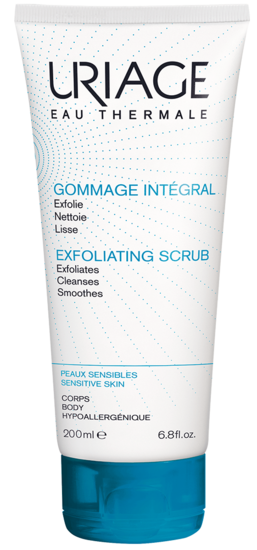 URIAGE
EAU THERMALE
GOMMAGE INTÉGRAL
Exfolie
Nettoie
Lisse
EXFOLIATING SCRUB
Exfoliates
Cleanses
Smoothes
PEAUX SENSIBLES
SENSITIVE SKIN
CORPS
BODY
HYPOALLERGÉNIQUE
200ml e 6.8fl.oz.